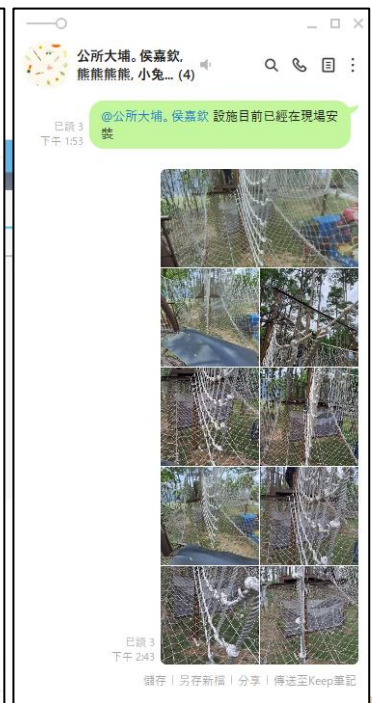 公所大埔。侯嘉欽,
熊熊熊熊, 小兔... (4)
@公所大埔。侯嘉欽 設施目前已經在現場安
裝
已讀 3
下午 1:53
已讀 3
下午 2:43
儲存 | 另存新檔 | 分享 | 傳送至Keep筆記